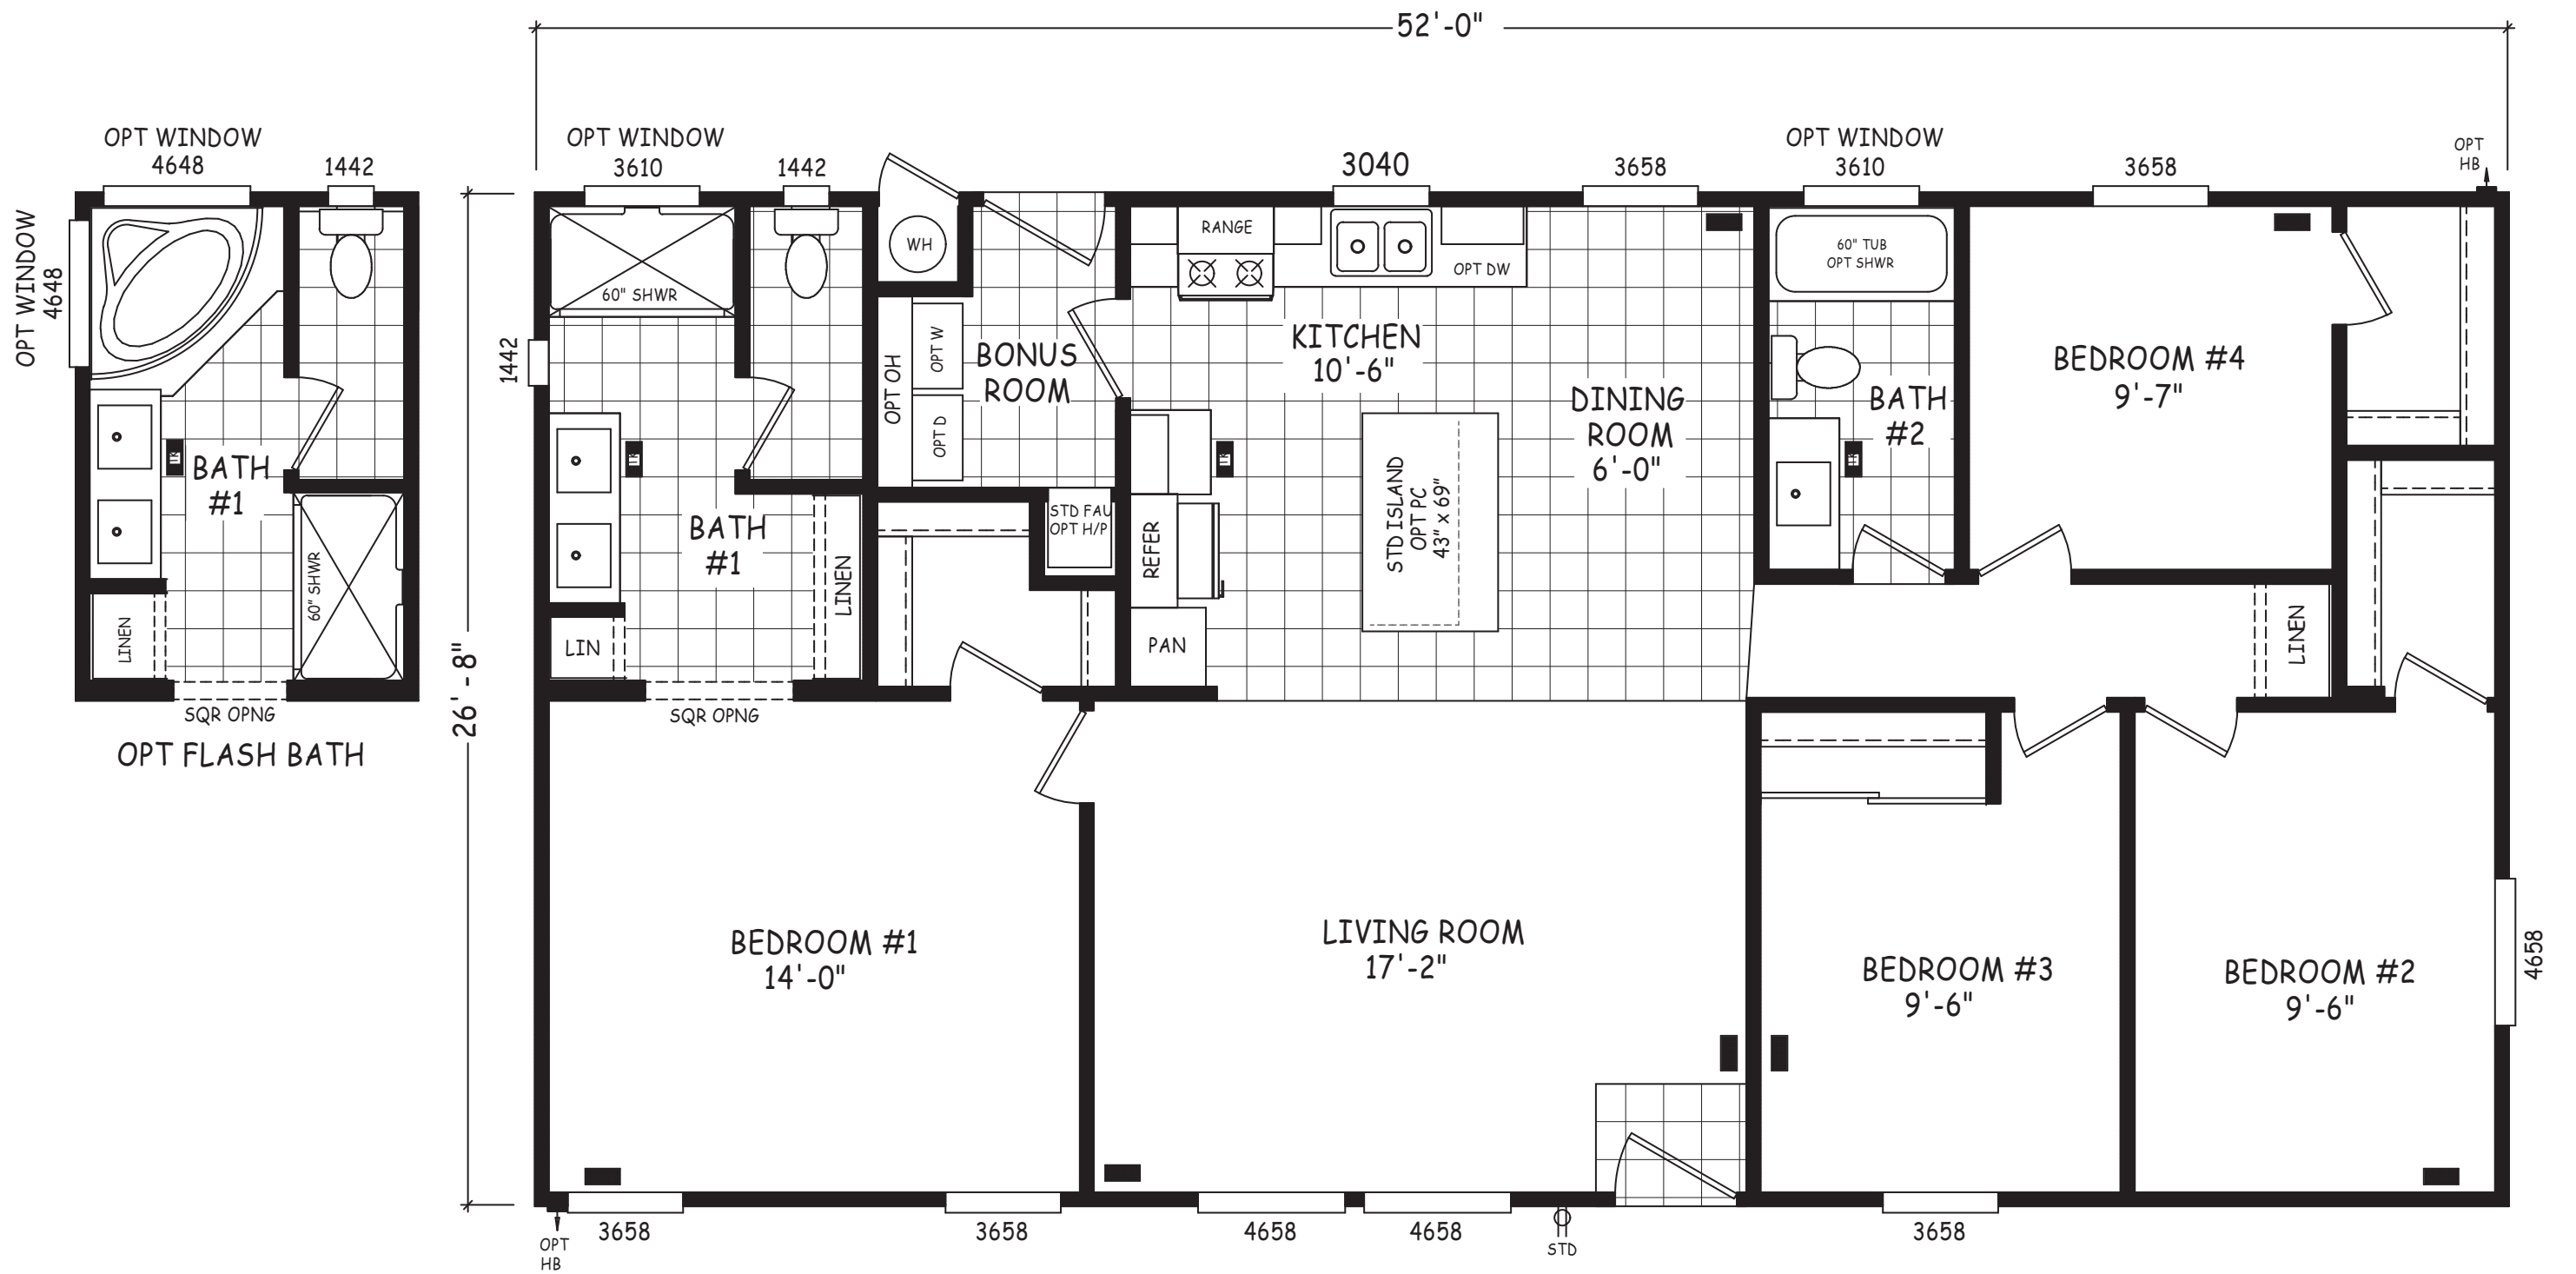 52'-0"
OPT WINDOW
4648
1442
OPT WINDOW
3610
1442
3040
3658
OPT WINDOW
3610
3658
OPT
HB
OPT WINDOW
4648
60" SHWR
WH
RANGE
OPT DW
60" TUB
OPT SHWR
1442
OPT OH
OPT W
OPT D
BONUS
ROOM
KITCHEN
10'-6"
DINING
ROOM
6'-0"
BATH
#2
BEDROOM #4
9'-7"
BATH
#1
60" SHWR
LINEN
SQR OPNG
OPT FLASH BATH
26'-8"
BATH
#1
LINEN
LIN
SQR OPNG
STD FAU
OPT H/P
REFER
PAN
STD ISLAND
OPT PC
43" x 69"
LINEN
BEDROOM #1
14'-0"
LIVING ROOM
17'-2"
BEDROOM #3
9'-6"
BEDROOM #2
9'-6"
4658
OPT
HB
3658
3658
4658
4658
STD
3658